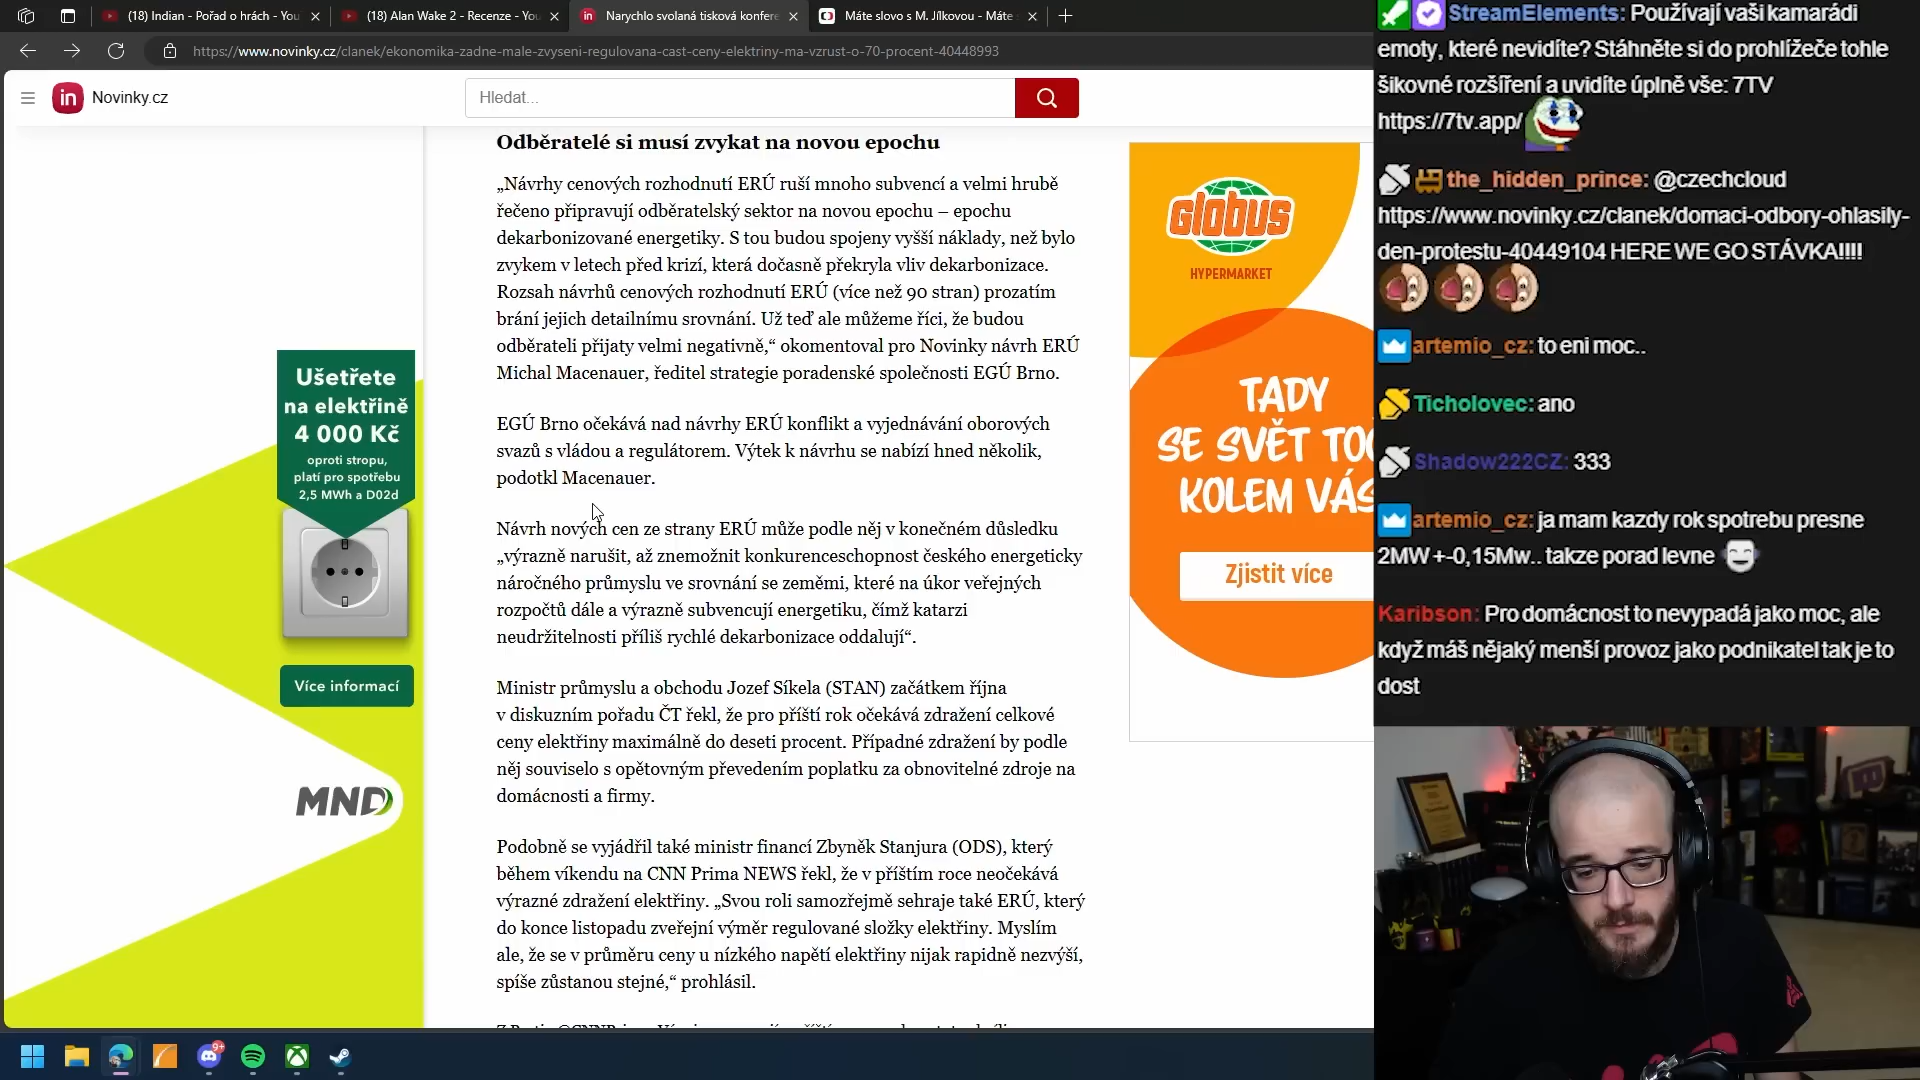 (18) Indian - Pořad o hrách - You
(18) Alan Wake 2 - Recenze - You
Narychlo svolaná tisková konfere
Máte slovo s M. Jílkovou - Máte
https://www.novinky.cz/clanek/ekonomika-zadne-male-zvyseni-regulovana-cast-ceny-elektriny-ma-vzrust-o-70-procent-40448993
in Novinky.cz
Hledat...
Odběratelé si musí zvykat na novou epochu
„Návrhy cenových rozhodnutí ERÚ ruší mnoho subvencí a velmi hrubě
řečeno připravují odběratelský sektor na novou epochu – epochu
dekarbonizované energetiky. S tou budou spojeny vyšší náklady, než bylo
zvykem v letech před krizí, která dočasně překryla vliv dekarbonizace.
Rozsah návrhů cenových rozhodnutí ERÚ (více než 90 stran) prozatím
brání jejich detailnímu srovnání. Už teď ale můžeme říci, že budou
odběrateli přijaty velmi negativně,“ okomentoval pro Novinky návrh ERÚ
Michal Macenauer, ředitel strategie poradenské společnosti EGÚ Brno.
EGÚ Brno očekává nad návrhy ERÚ konflikt a vyjednávání oborových
svazů s vládou a regulátorem. Výtek k návrhu se nabízí hned několik,
podotkl Macenauer.
Návrh nových cen ze strany ERÚ může podle něj v konečném důsledku
„výrazně narušit, až znemožnit konkurenceschopnost českého energeticky
náročného průmyslu ve srovnání se zeměmi, které na úkor veřejných
rozpočtů dále a výrazně subvencují energetiku, čímž katarzi
neudržitelnosti příliš rychlé dekarbonizace oddalují“.
Ministr průmyslu a obchodu Jozef Síkela (STAN) začátkem října
v diskuzním pořadu ČT řekl, že pro příští rok očekává zdražení celkové
ceny elektřiny maximálně do deseti procent. Případné zdražení by podle
něj souviselo s opětovným převedením poplatku za obnovitelné zdroje na
domácnosti a firmy.
Podobně se vyjádřil také ministr financí Zbyněk Stanjura (ODS), který
během víkendu na CNN Prima NEWS řekl, že v příštím roce neočekává
výrazné zdražení elektřiny. „Svou roli samozřejmě sehraje také ERÚ, který
do konce listopadu zveřejní výměr regulované složky elektřiny. Myslím
ale, že se v průměru ceny u nízkého napětí elektřiny nijak rapidně nezvýší,
spíše zůstanou stejné,“ prohlásil.
Ušetřete
na elektřině
4 000 Kč
oproti stropu,
platí pro spotřebu
2,5 MWh a D02d
Více informací
MND
globus
HYPERMARKET
TADY
SE SVĚT TOČ
KOLEM VÁS
Zjistit více
StreamElements: Používají vaši kamarádi
emoty, které nevidíte? Stáhněte si do prohlížeče tohle
šikovné rozšíření a uvidíte úplně vše: 7TV
https://7tv.app/
the_hidden_prince: @czechcloud
https://www.novinky.cz/clanek/domaci-odbory-ohlasily-
den-protestu-40449104 HERE WE GO STÁVKA!!!!
artemio_cz: to eni moc..
Ticholovec: ano
Shadow222CZ: 333
artemio_cz: ja mam kazdy rok spotrebu presne
2MW +-0,15Mw.. takze porad levne
Karibson: Pro domácnost to nevypadá jako moc, ale
když máš nějaký menší provoz jako podnikatel tak je to
dost
9+